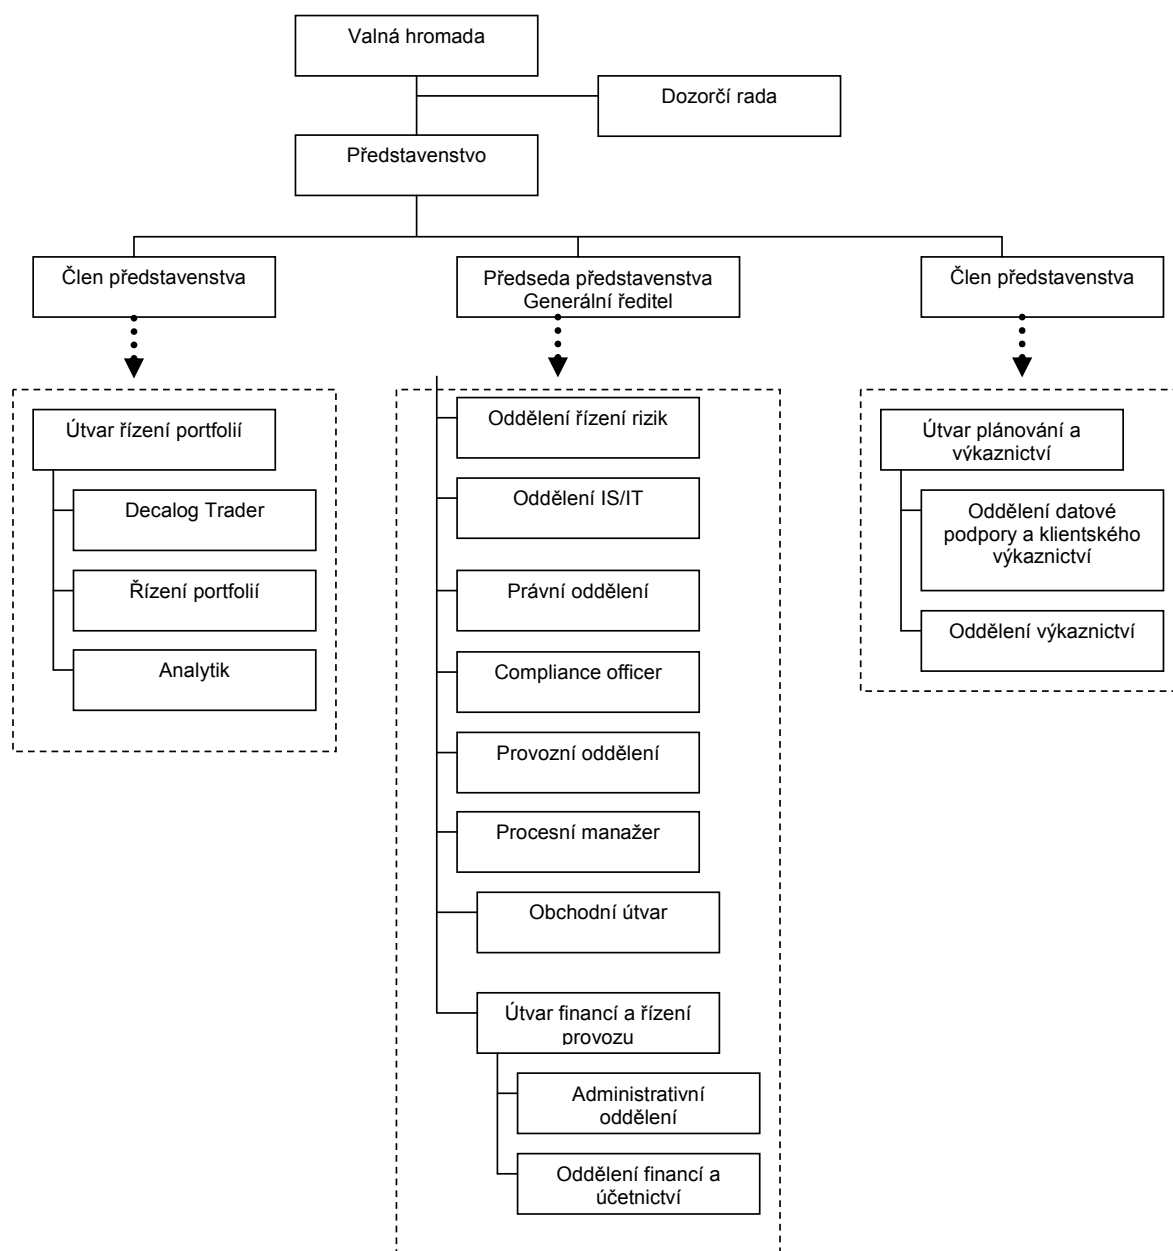 Valná hromada
Dozorčí rada
Představenstvo
Člen představenstva
Předseda představenstva
Generální ředitel
Člen představenstva
Útvar řízení portfolií
Decalog Trader
Řízení portfolií
Analytik
Oddělení řízení rizik
Oddělení IS/IT
Právní oddělení
Compliance officer
Provozní oddělení
Procesní manažer
Obchodní útvar
Útvar financí a řízení
provozu
Administrativní
oddělení
Oddělení financí a
účetnictví
Útvar plánování a
výkaznictví
Oddělení datové
podpory a klientského
výkaznictví
Oddělení výkaznictví